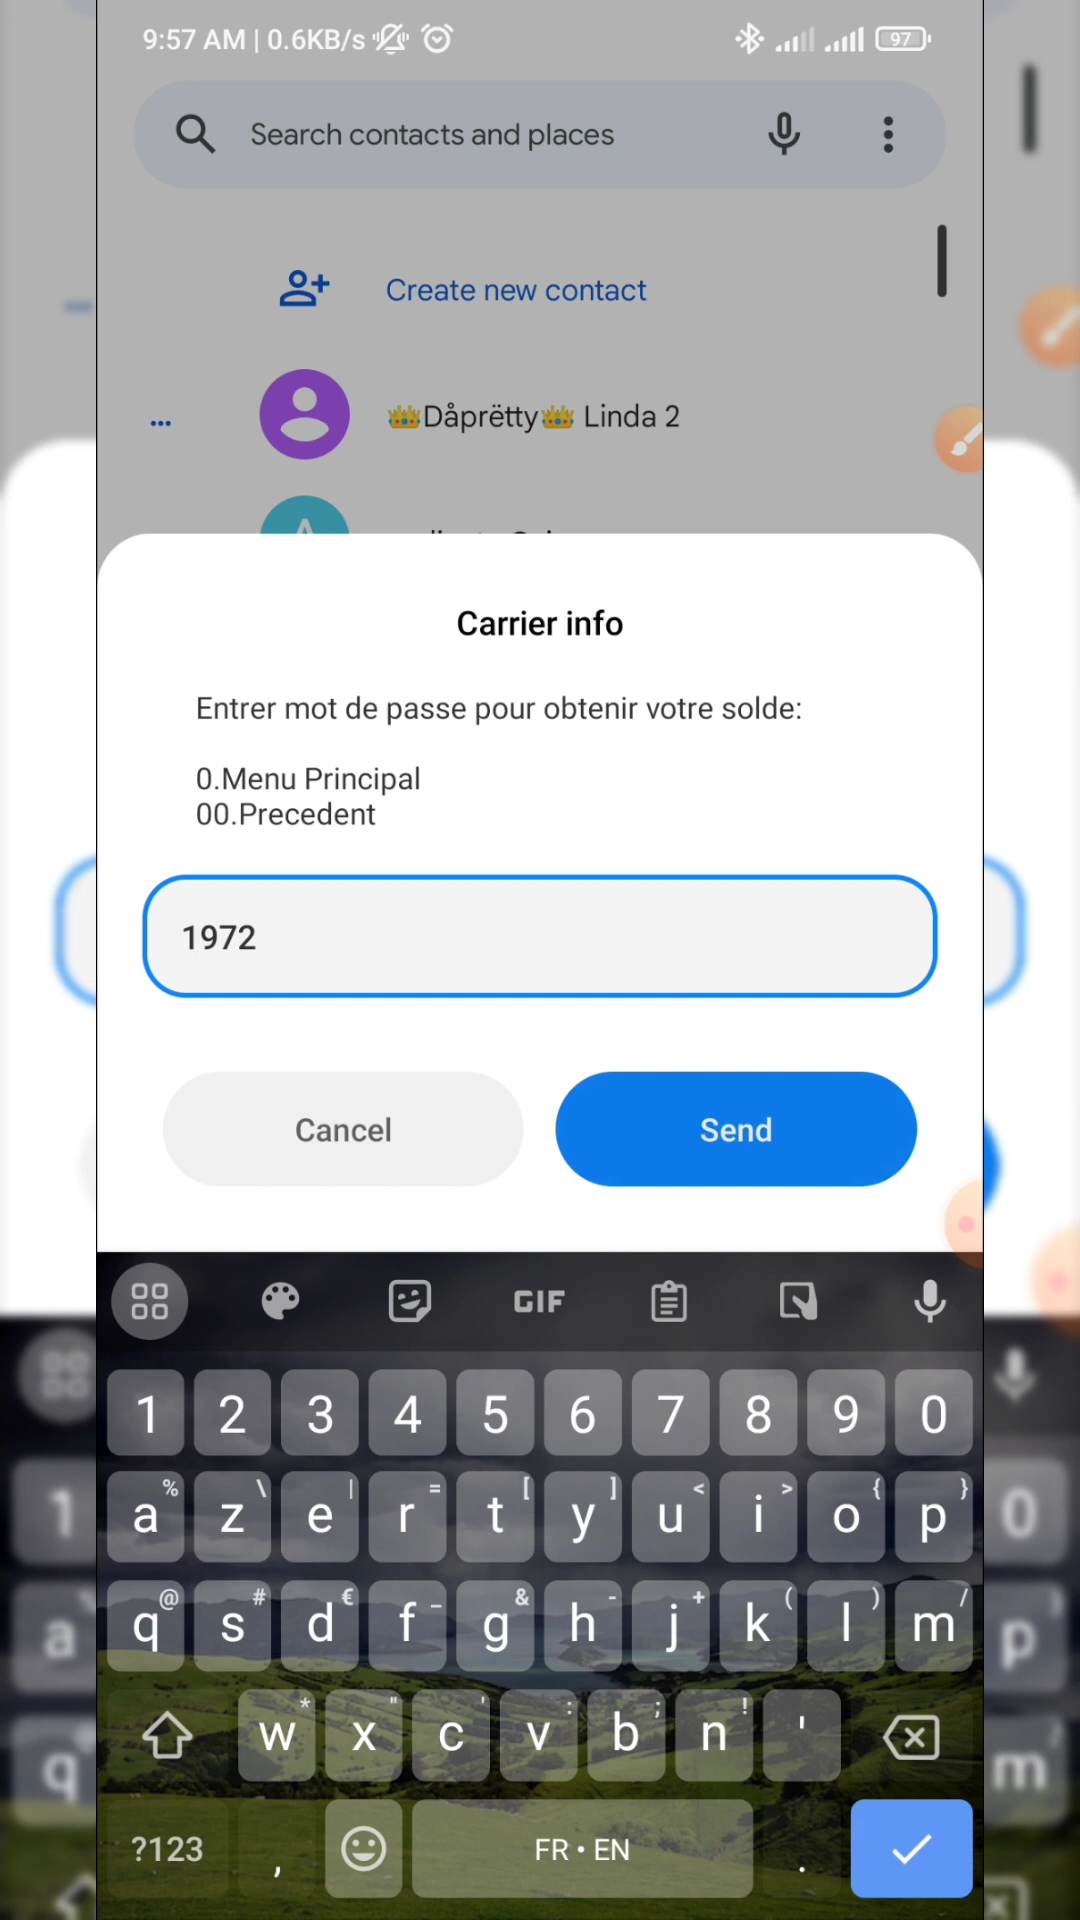 9:57 AM | 0.6KB/s
97
Search contacts and places
Create new contact
...
👑Dåprëtty👑 Linda 2
Carrier info
Entrer mot de passe pour obtenir votre solde:
0.Menu Principal
00.Precedent
1972
Cancel
Send
GIF
1 2 3 4 5 6 7 8 9 0
% \ | = [ ] < > { }
a z e r t y u i o p
@ # € _ & - + ( ) /
q s d f g h j k l m
* " ' : ; !
w x c v b n '
?123 , FR • EN .